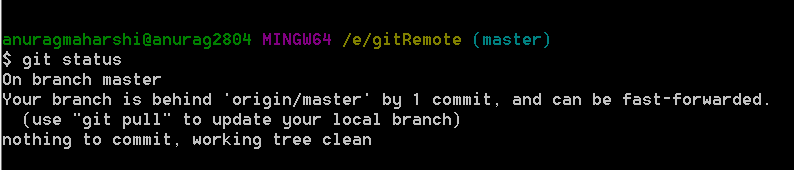 anuragmaharshi@anurag2804 MINGW64 /e/gitRemote (master)
$ git status
On branch master
Your branch is behind 'origin/master' by 1 commit, and can be fast-forwarded.
  (use "git pull" to update your local branch)
nothing to commit, working tree clean